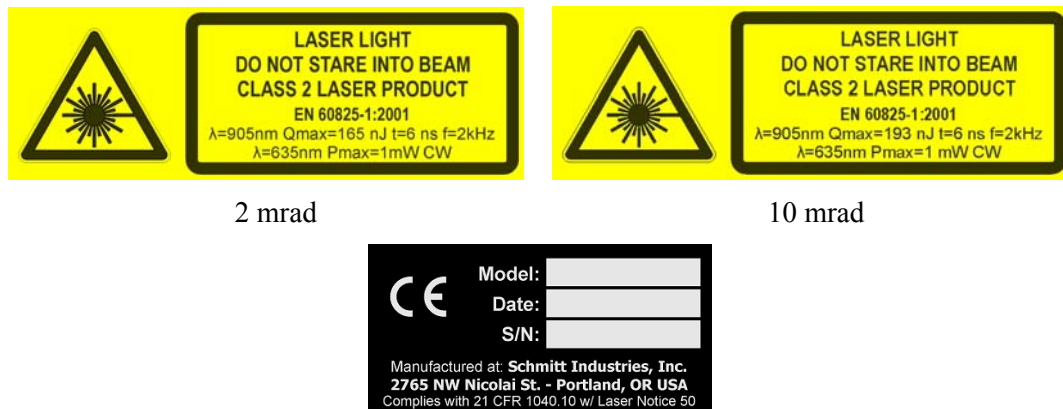 LASER LIGHT
DO NOT STARE INTO BEAM
CLASS 2 LASER PRODUCT
EN 60825-1:2001
λ=905nm Qmax=165 nJ t=6 ns f=2kHz
λ=635nm Pmax=1mW CW
2 mrad
LASER LIGHT
DO NOT STARE INTO BEAM
CLASS 2 LASER PRODUCT
EN 60825-1:2001
λ=905nm Qmax=193 nJ t=6 ns f=2kHz
λ=635nm Pmax=1 mW CW
10 mrad
CE
Model:
Date:
S/N:
Manufactured at: Schmitt Industries, Inc.
2765 NW Nicolai St. - Portland, OR USA
Complies with 21 CFR 1040.10 w/ Laser Notice 50